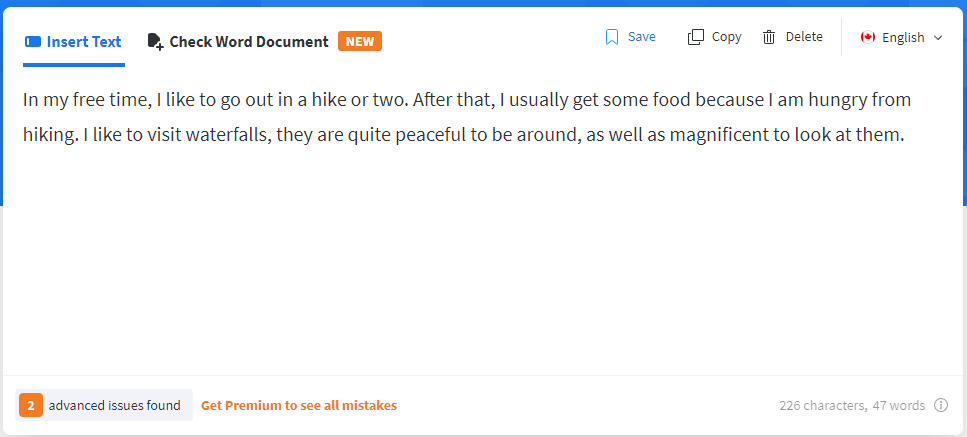 Insert Text Check Word Document NEW Save Copy Delete English
In my free time, I like to go out in a hike or two. After that, I usually get some food because I am hungry from
hiking. I like to visit waterfalls, they are quite peaceful to be around, as well as magnificent to look at them.
2 advanced issues found Get Premium to see all mistakes 226 characters, 47 words